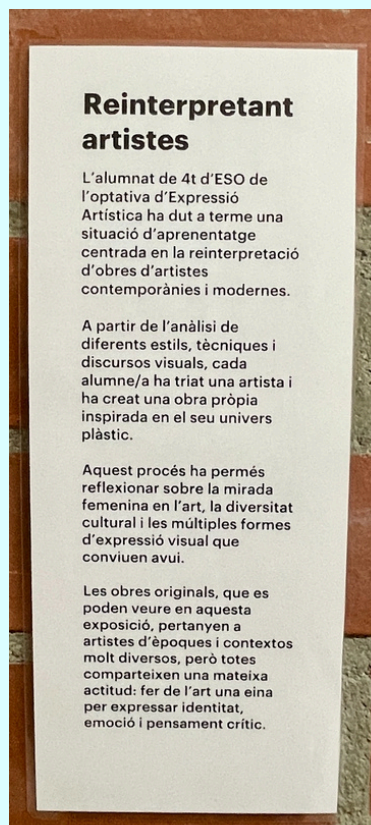 Reinterpretant
artistes
L'alumnat de 4t d'ESO de
l'optativa d'Expressió
Artística ha dut a terme una
situació d'aprenentatge
centrada en la reinterpretació
d'obres d'artistes
contemporànies i modernes.
A partir de l'anàlisi de
diferents estils, tècniques i
discursos visuals, cada
alumne/a ha triat una artista i
ha creat una obra pròpia
inspirada en el seu univers
plàstic.
Aquest procés ha permés
reflexionar sobre la mirada
femenina en l'art, la diversitat
cultural i les múltiples formes
d'expressió visual que
conviuen avui.
Les obres originals, que es
poden veure en aquesta
exposició, pertanyen a
artistes d'èpoques i contextos
molt diversos, però totes
comparteixen una mateixa
actitud: fer de l'art una eina
per expressar identitat,
emoció i pensament crític.